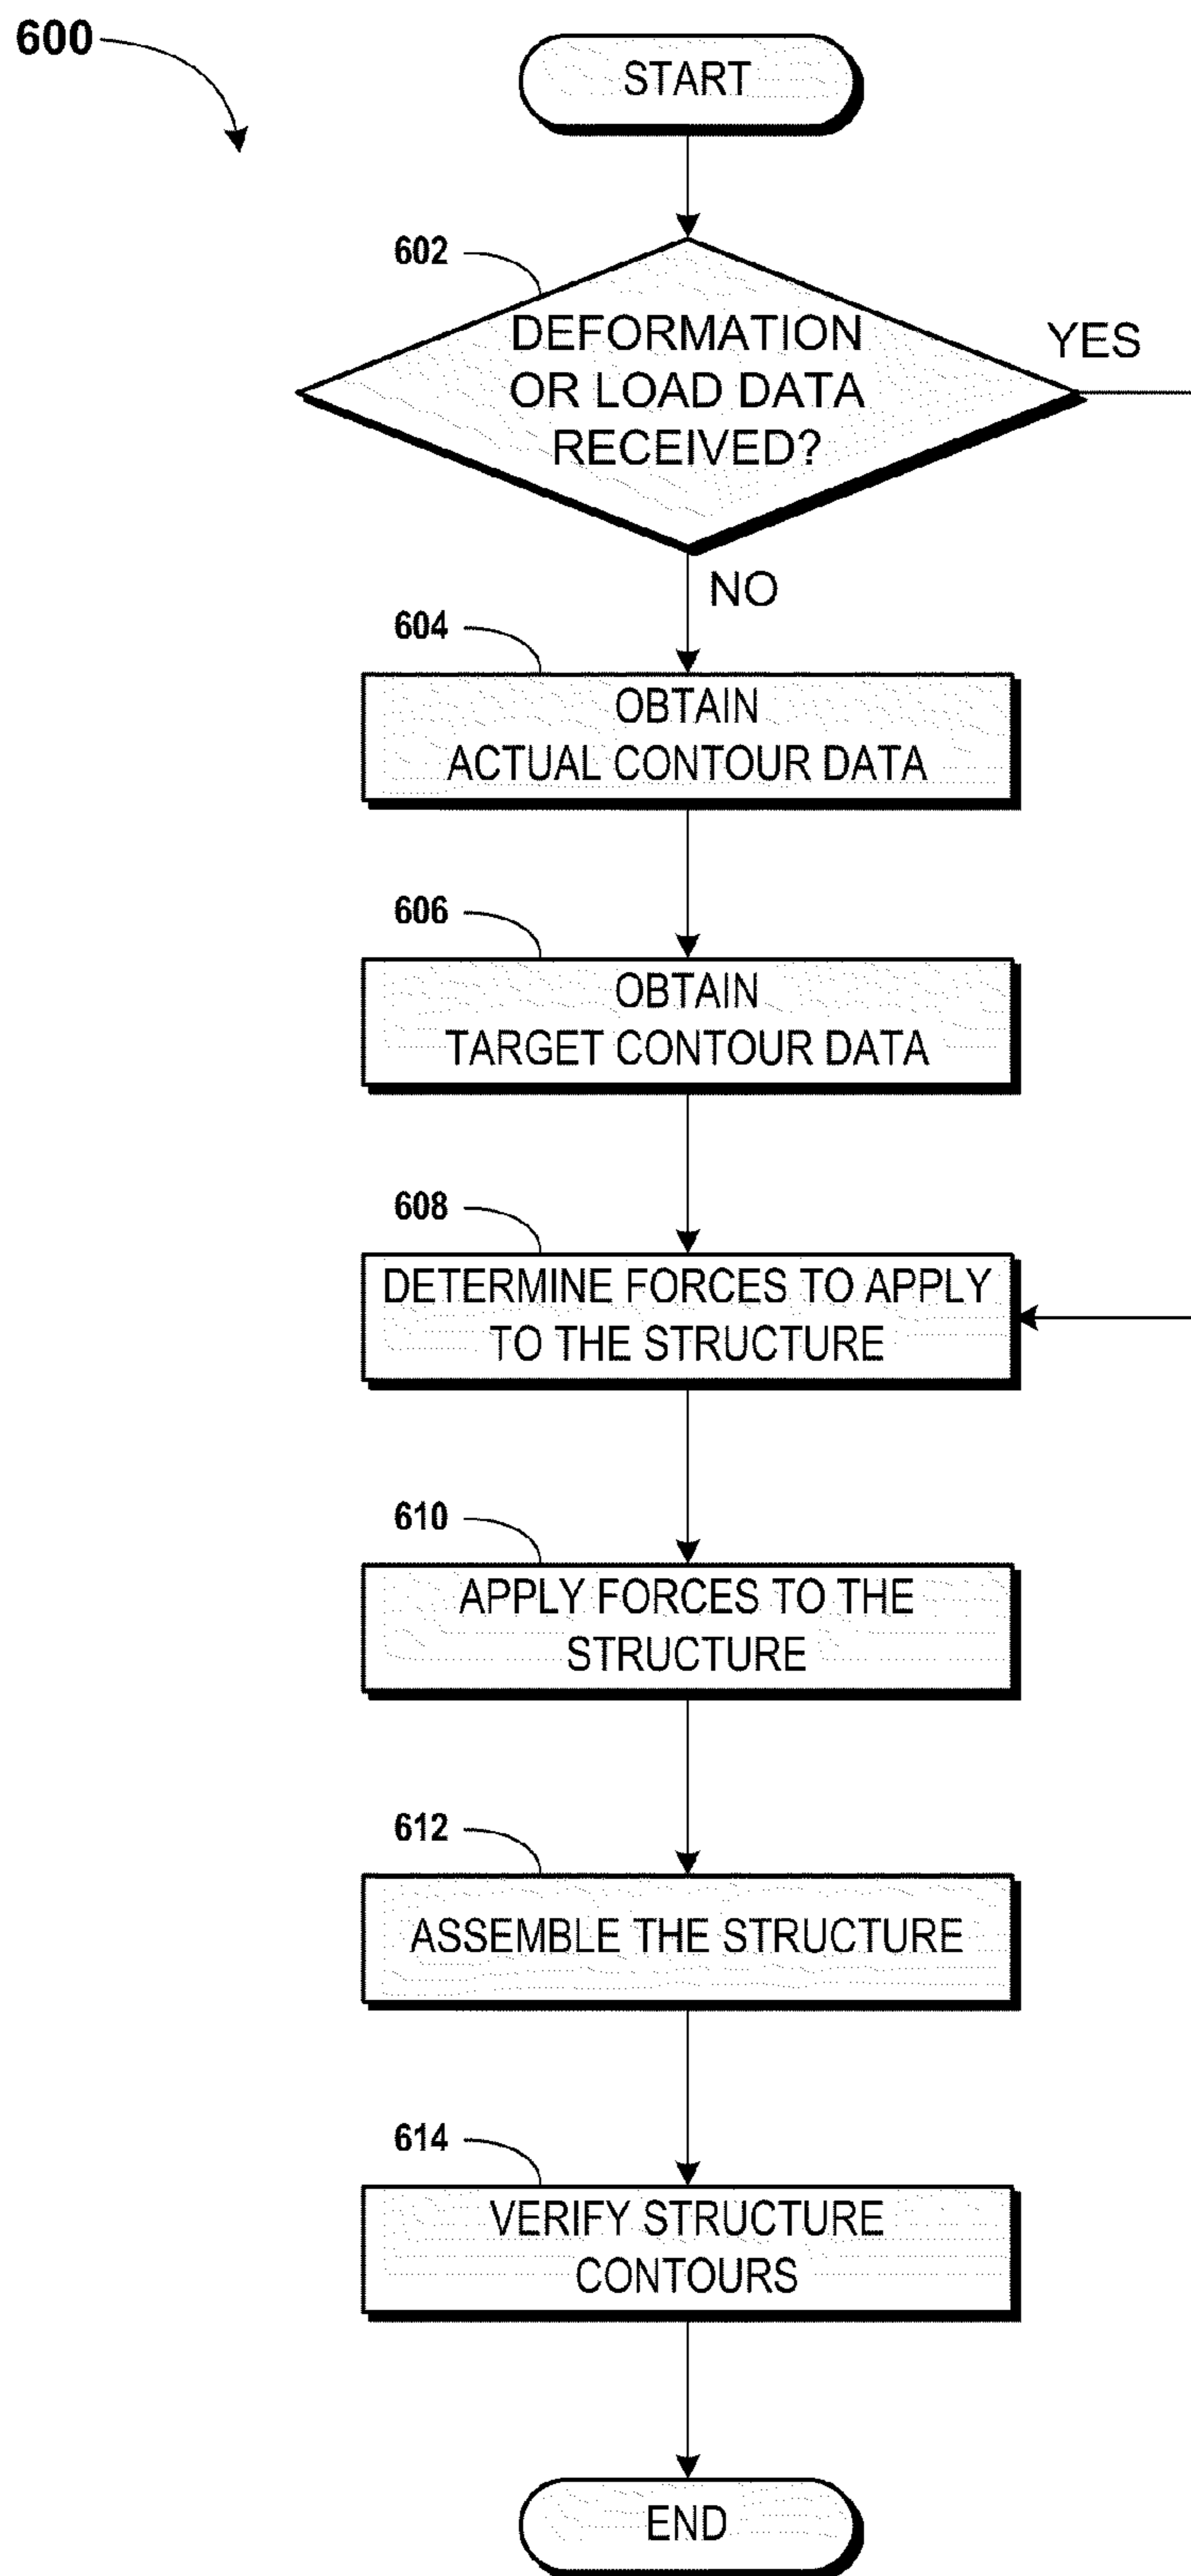 600
START
602
DEFORMATION
OR LOAD DATA
RECEIVED?
YES
NO
604
OBTAIN
ACTUAL CONTOUR DATA
606
OBTAIN
TARGET CONTOUR DATA
608
DETERMINE FORCES TO APPLY
TO THE STRUCTURE
610
APPLY FORCES TO THE
STRUCTURE
612
ASSEMBLE THE STRUCTURE
614
VERIFY STRUCTURE
CONTOURS
END